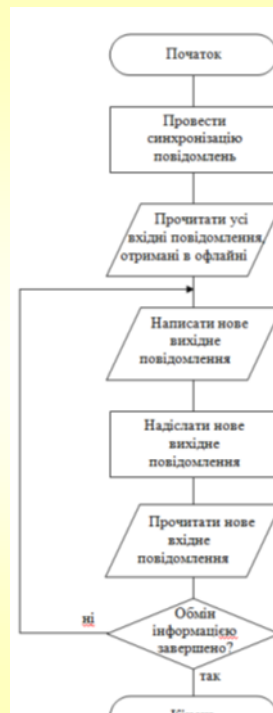 Початок
Провести
синхронізацію
повідомлень
Прочитати усі
вхідні повідомлення,
отримані в офлайні
Написати нове
вихідне
повідомлення
Надіслати нове
вихідне
повідомлення
Прочитати нове
вхідне
повідомлення
ні
Обмін
інформацією
завершено?
так